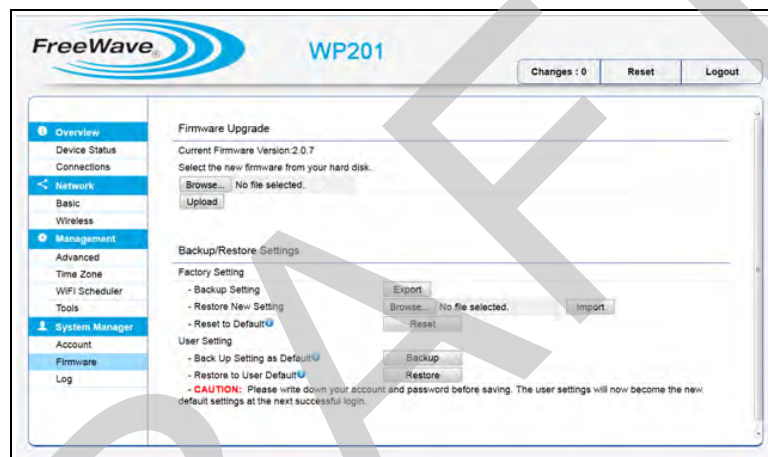 FreeWave®
WP201
Changes : 0
Reset
Logout
Overview
Device Status
Connections
Network
Basic
Wireless
Management
Advanced
Time Zone
WiFi Scheduler
Tools
System Manager
Account
Firmware
Log
Firmware Upgrade
Current Firmware Version:2.0.7
Select the new firmware from your hard disk.
Browse... No file selected.
Upload
Backup/Restore Settings
Factory Setting
- Backup Setting Export
- Restore New Setting Browse... No file selected. Import
- Reset to Default Reset
User Setting
- Back Up Setting as Default Backup
- Restore to User Default Restore
- CAUTION: Please write down your account and password before saving. The user settings will now become the new
default settings at the next successful login.